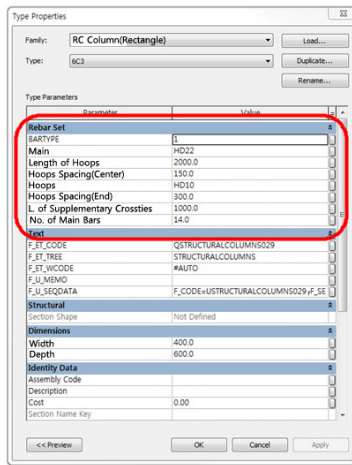 Type Properties
Family: RC Column(Rectangle) Load...
Type: 6C3 Duplicate...
Rename...
Type Parameters
Parameter Value
Rebar Set
BARTYPE 1
Main HD22
Length of Hoops 2000.0
Hoops Spacing(Center) 150.0
Hoops HD10
Hoops Spacing(End) 300.0
L. of Supplementary Crossties 1000.0
No. of Main Bars 14.0
Text
F_ET_CODE QSTRUCTURALCOLUMNS029
F_ET_TREE STRUCTURALCOLUMNS
F_ET_WCODE #AUTO
F_U_MEMO
F_U_SEQDATA F_CODE=USTRUCTURALCOLUMNS029,F_SE
Structural
Section Shape Not Defined
Dimensions
Width 400.0
Depth 600.0
Identity Data
Assembly Code
Description
Cost 0.00
Section Name Key
<< Preview OK Cancel Apply